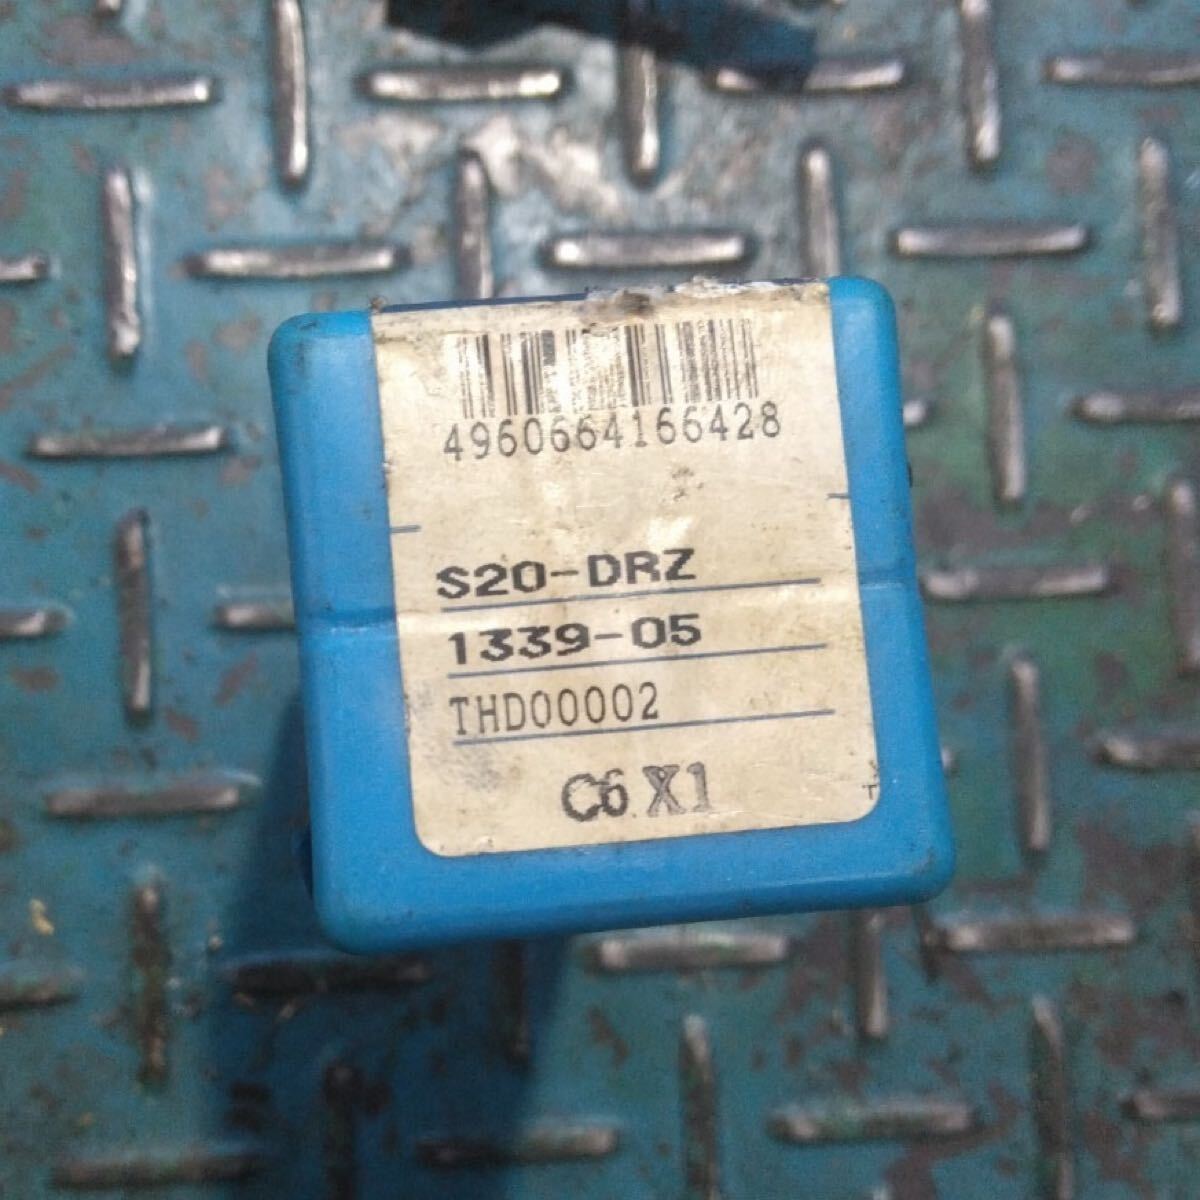 4960664166428
S20-DRZ
1339-05
THD00002
C6 X1